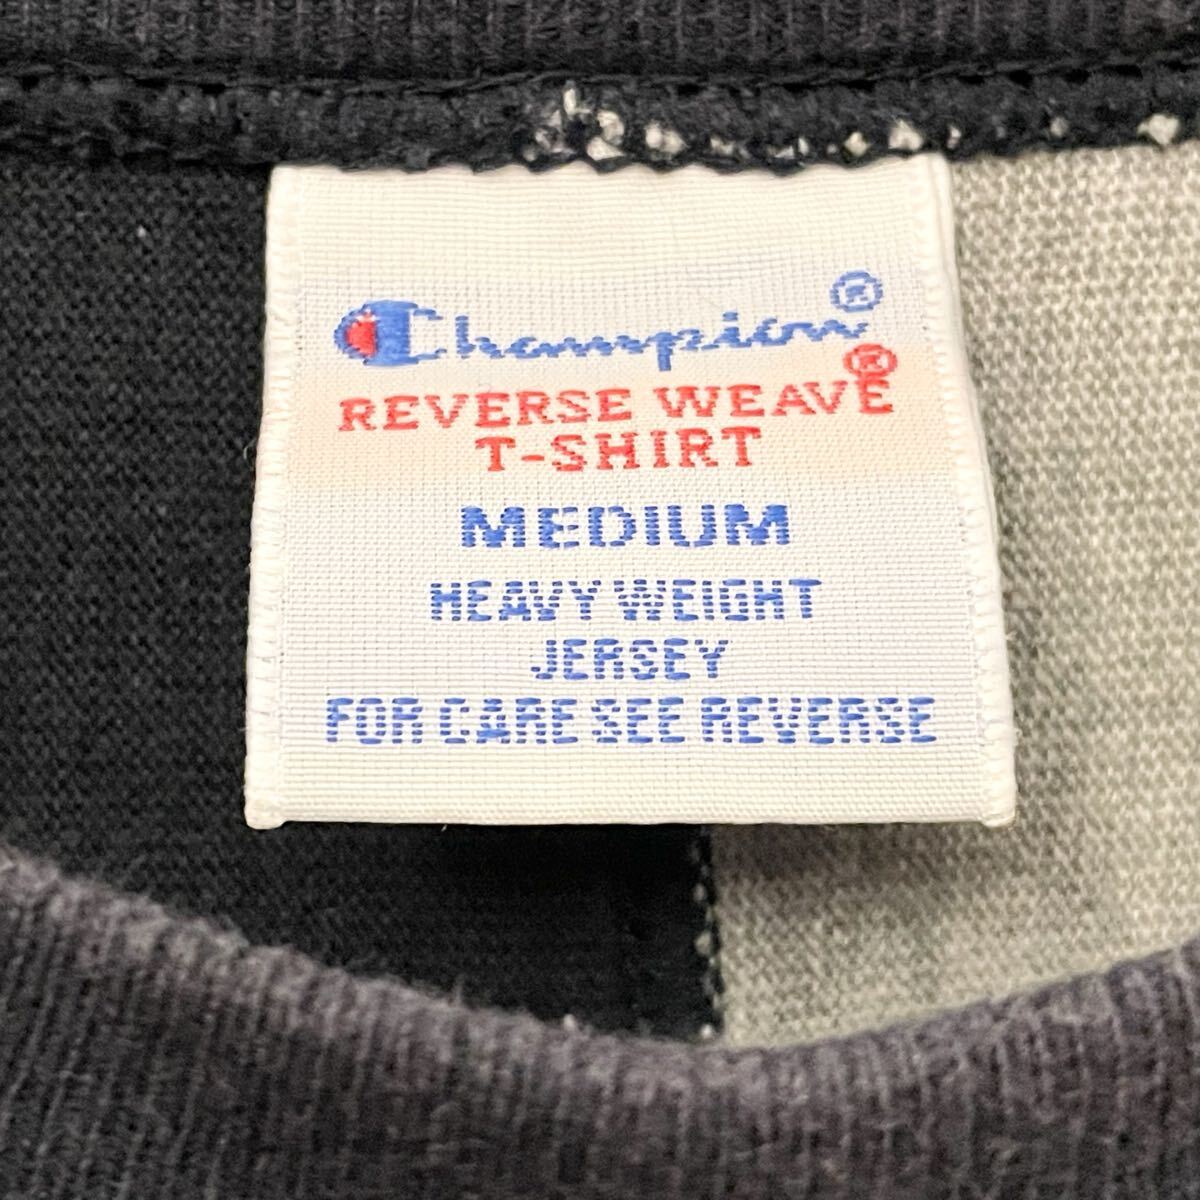 Champion®
REVERSE WEAVE®
T-SHIRT
MEDIUM
HEAVY WEIGHT
JERSEY
FOR CARE SEE REVERSE